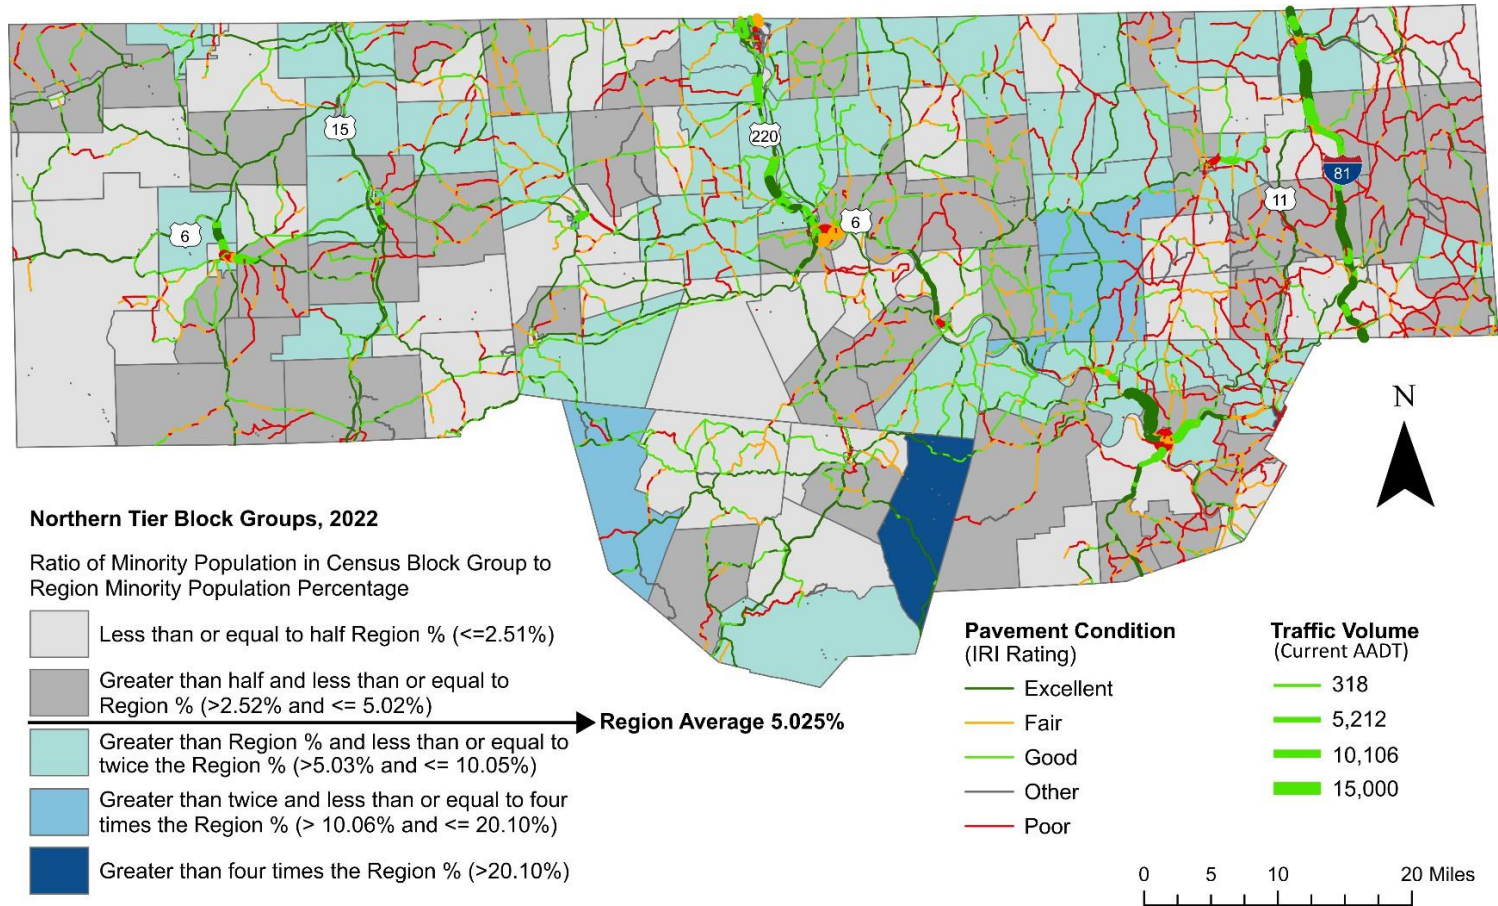 15
220
81
11
6
6
N
Northern Tier Block Groups, 2022
Ratio of Minority Population in Census Block Group to
Region Minority Population Percentage
Less than or equal to half Region % (<=2.51%)
Greater than half and less than or equal to
Region % (>2.52% and <= 5.02%)
Region Average 5.025%
Greater than Region % and less than or equal to
twice the Region % (>5.03% and <= 10.05%)
Greater than twice and less than or equal to four
times the Region % (> 10.06% and <= 20.10%)
Greater than four times the Region % (>20.10%)
Pavement Condition
(IRI Rating)
Excellent
Fair
Good
Other
Poor
Traffic Volume
(Current AADT)
318
5,212
10,106
15,000
0 5 10 20 Miles